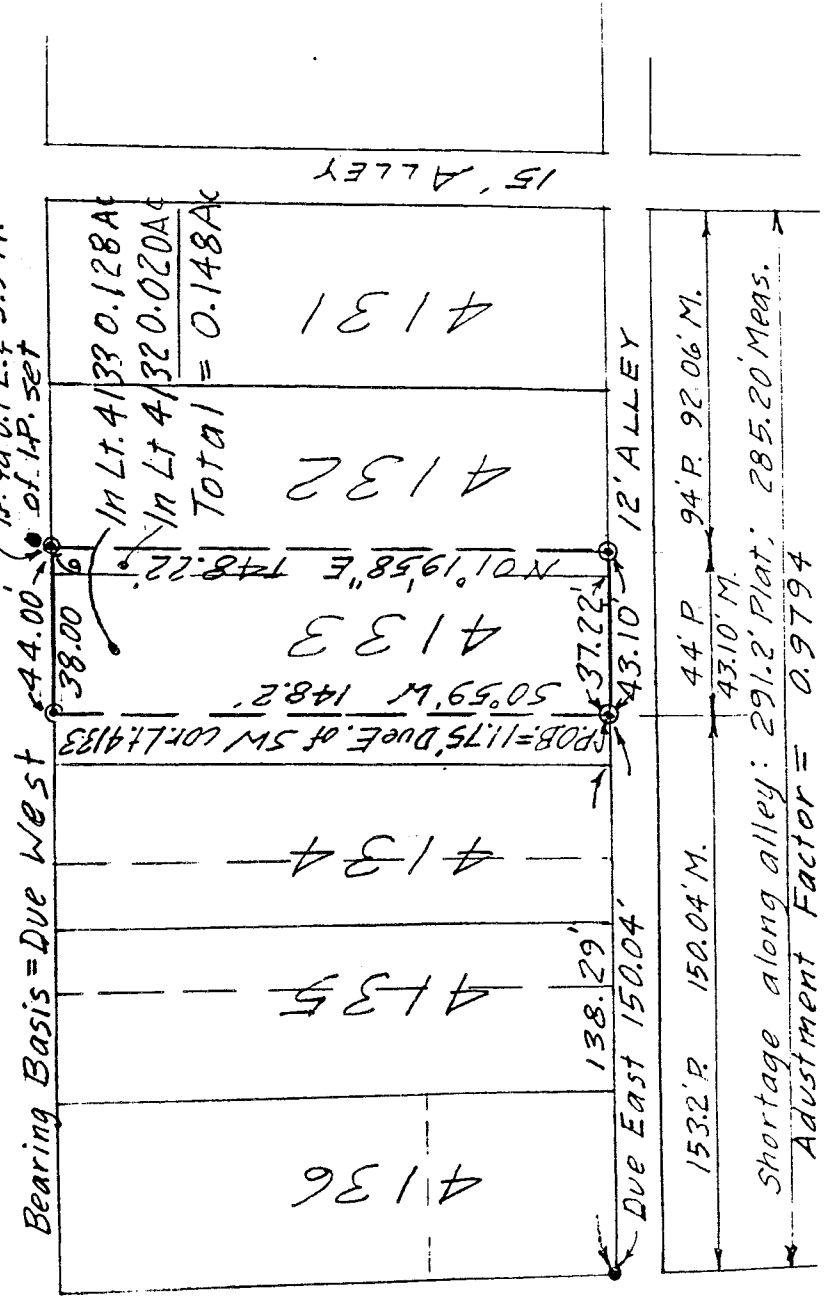 of I.P. set
Bearing Basis = Due West
44.00'
38.00
6
In Lt. 4133 0.128Ac
In Lt 4132 0.020Ac
Total = 0.148Ac
15' ALLEY
4136
4135
4134
4133
4132
4131
P.O.B.=11.75' Due E. of SW cor. Lt. 4133
S0°59'W 148.2'
N01°19'58"E 148.22'
138.29'
37.22'
43.10'
Due East 150.04'
12' ALLEY
153.2' P. 150.04' M.
44' P.
43.10' M.
94' P. 92.06' M.
Shortage along alley: 291.2' Plat; 285.20' Meas.
Adustment Factor = 0.9794